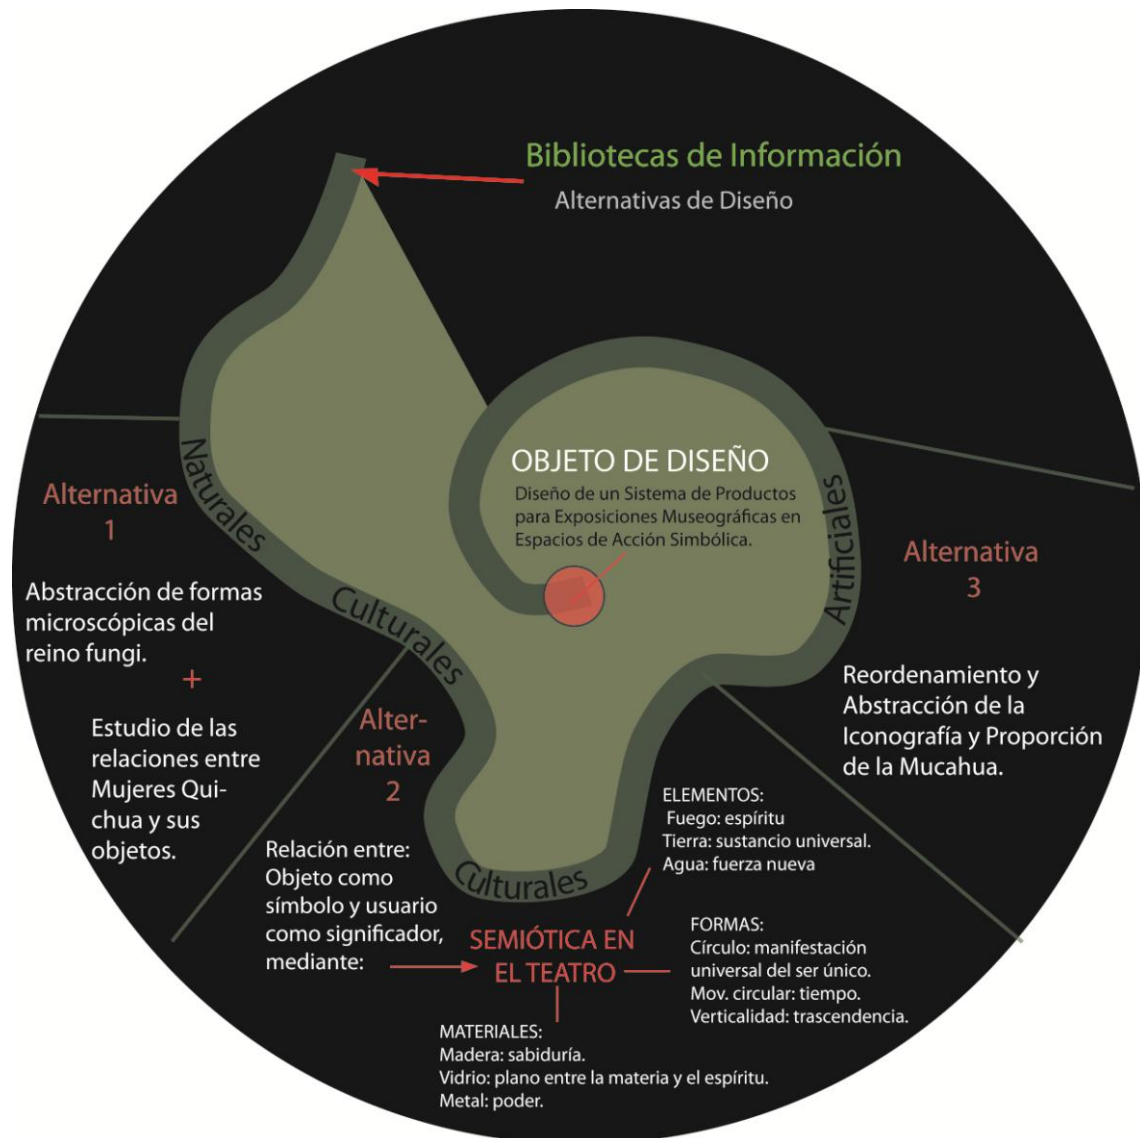 Bibliotecas de Información
Alternativas de Diseño
OBJETO DE DISEÑO
Diseño de un Sistema de Productos
para Exposiciones Museográficas en
Espacios de Acción Simbólica.
Naturales
Culturales
Culturales
Artificiales
Alternativa
1
Abstracción de formas
microscópicas del
reino fungi.
+
Estudio de las
relaciones entre
Mujeres Qui-
chua y sus
objetos.
Alter-
nativa
2
Relación entre:
Objeto como
símbolo y usuario
como significador,
mediante:
SEMIÓTICA EN
EL TEATRO
ELEMENTOS:
Fuego: espíritu
Tierra: sustancio universal.
Agua: fuerza nueva
FORMAS:
Círculo: manifestación
universal del ser único.
Mov. circular: tiempo.
Verticalidad: trascendencia.
MATERIALES:
Madera: sabiduría.
Vidrio: plano entre la materia y el espíritu.
Metal: poder.
Alternativa
3
Reordenamiento y
Abstracción de la
Iconografía y Proporción
de la Mucahua.